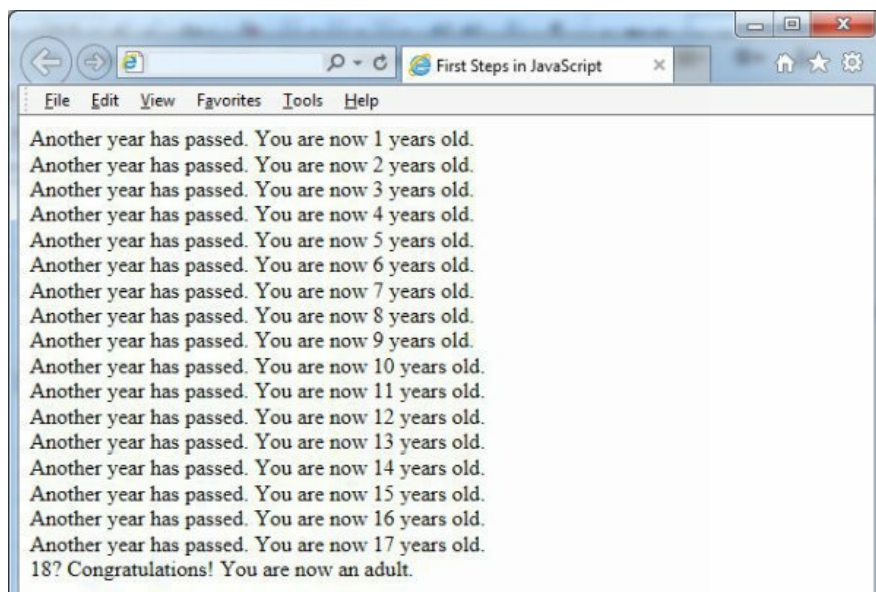 First Steps in JavaScript
File Edit View Favorites Tools Help
Another year has passed. You are now 1 years old.
Another year has passed. You are now 2 years old.
Another year has passed. You are now 3 years old.
Another year has passed. You are now 4 years old.
Another year has passed. You are now 5 years old.
Another year has passed. You are now 6 years old.
Another year has passed. You are now 7 years old.
Another year has passed. You are now 8 years old.
Another year has passed. You are now 9 years old.
Another year has passed. You are now 10 years old.
Another year has passed. You are now 11 years old.
Another year has passed. You are now 12 years old.
Another year has passed. You are now 13 years old.
Another year has passed. You are now 14 years old.
Another year has passed. You are now 15 years old.
Another year has passed. You are now 16 years old.
Another year has passed. You are now 17 years old.
18? Congratulations! You are now an adult.